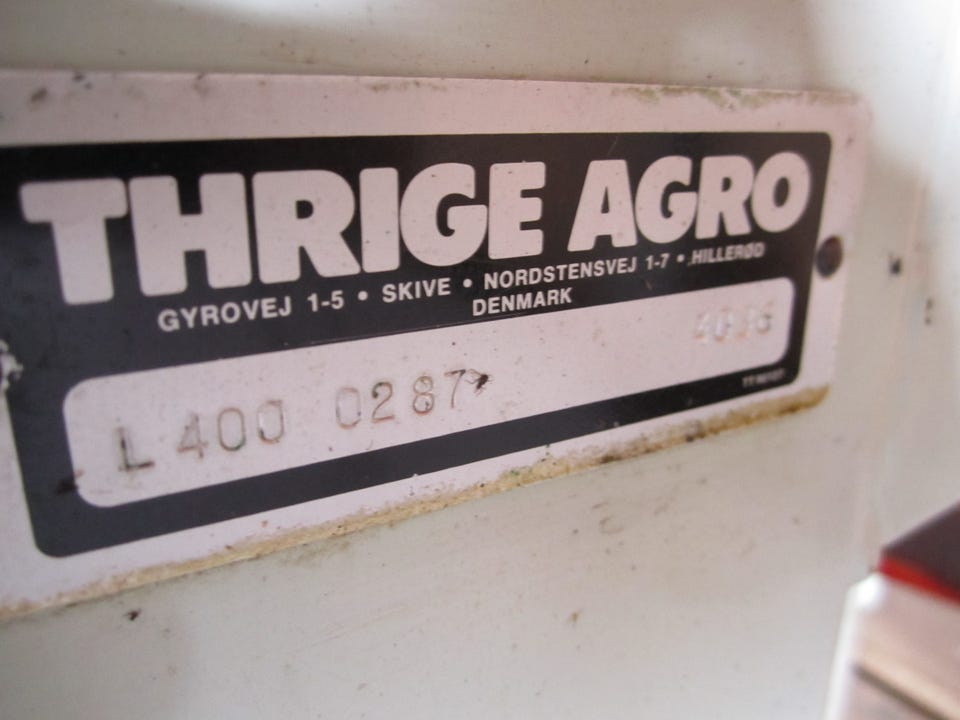 THRIGE AGRO
GYROVEJ 1-5 • SKIVE • NORDSTENSVEJ 1-7 • HILLERØD
DENMARK
L 400 0287